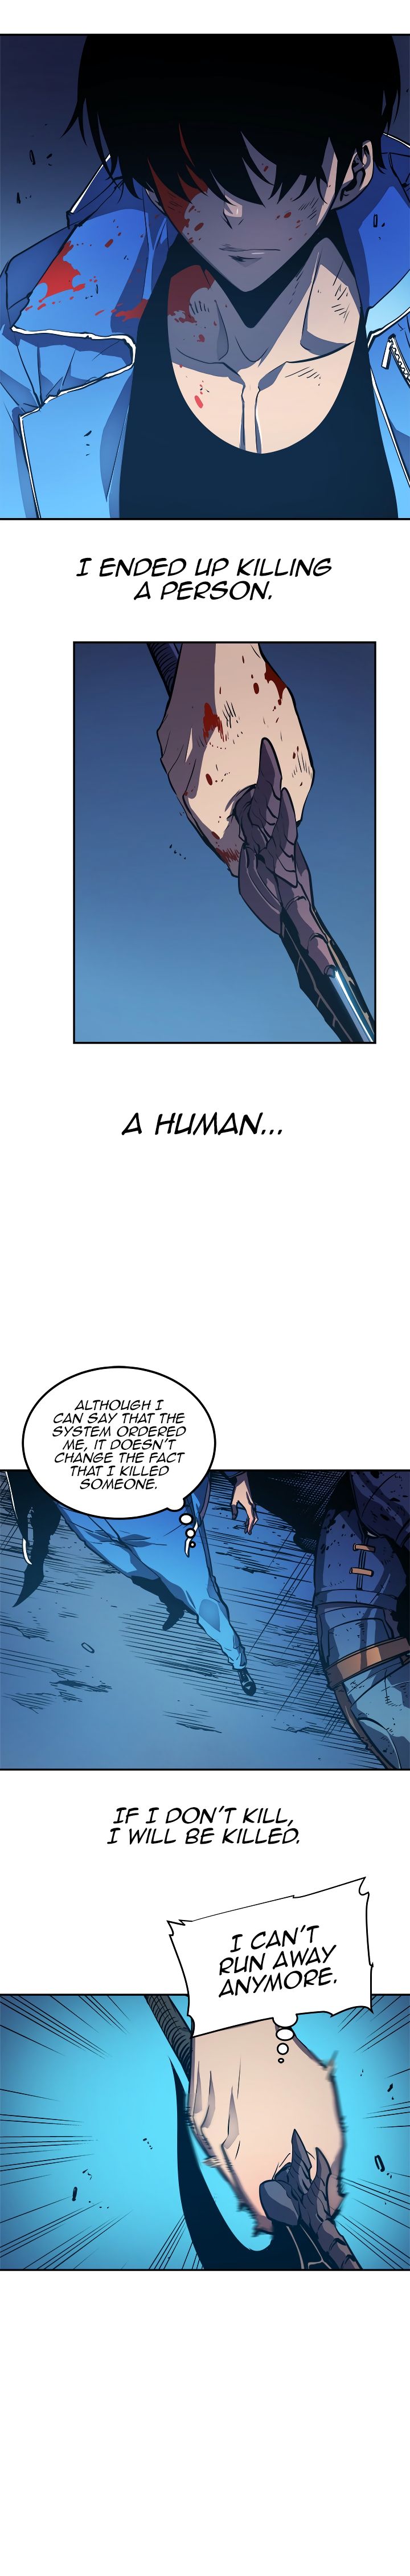 I ENDED UP KILLING
A PERSON.
A HUMAN...
ALTHOUGH I
CAN SAY THAT THE
SYSTEM ORDERED
ME, IT DOESN'T
CHANGE THE FACT
THAT I KILLED
SOMEONE.
IF I DON'T KILL,
I WILL BE KILLED.
I CAN'T
RUN AWAY
ANYMORE.